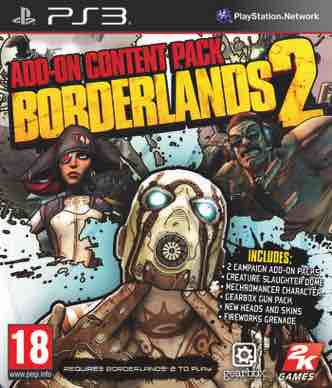 PS3
PlayStation.Network
ADD-ON CONTENT PACK
BORDERLANDS 2
INCLUDES:
• 2 CAMPAIGN ADD-ON PACKS
• CREATURE SLAUGHTER DOME
• MECHROMANCER CHARACTER
• GEARBOX GUN PACK
• NEW HEADS AND SKINS
• FIREWORKS GRENADE
18
www.pegi.info
REQUIRES BORDERLANDS 2 TO PLAY
gearbox
2K
GAMES